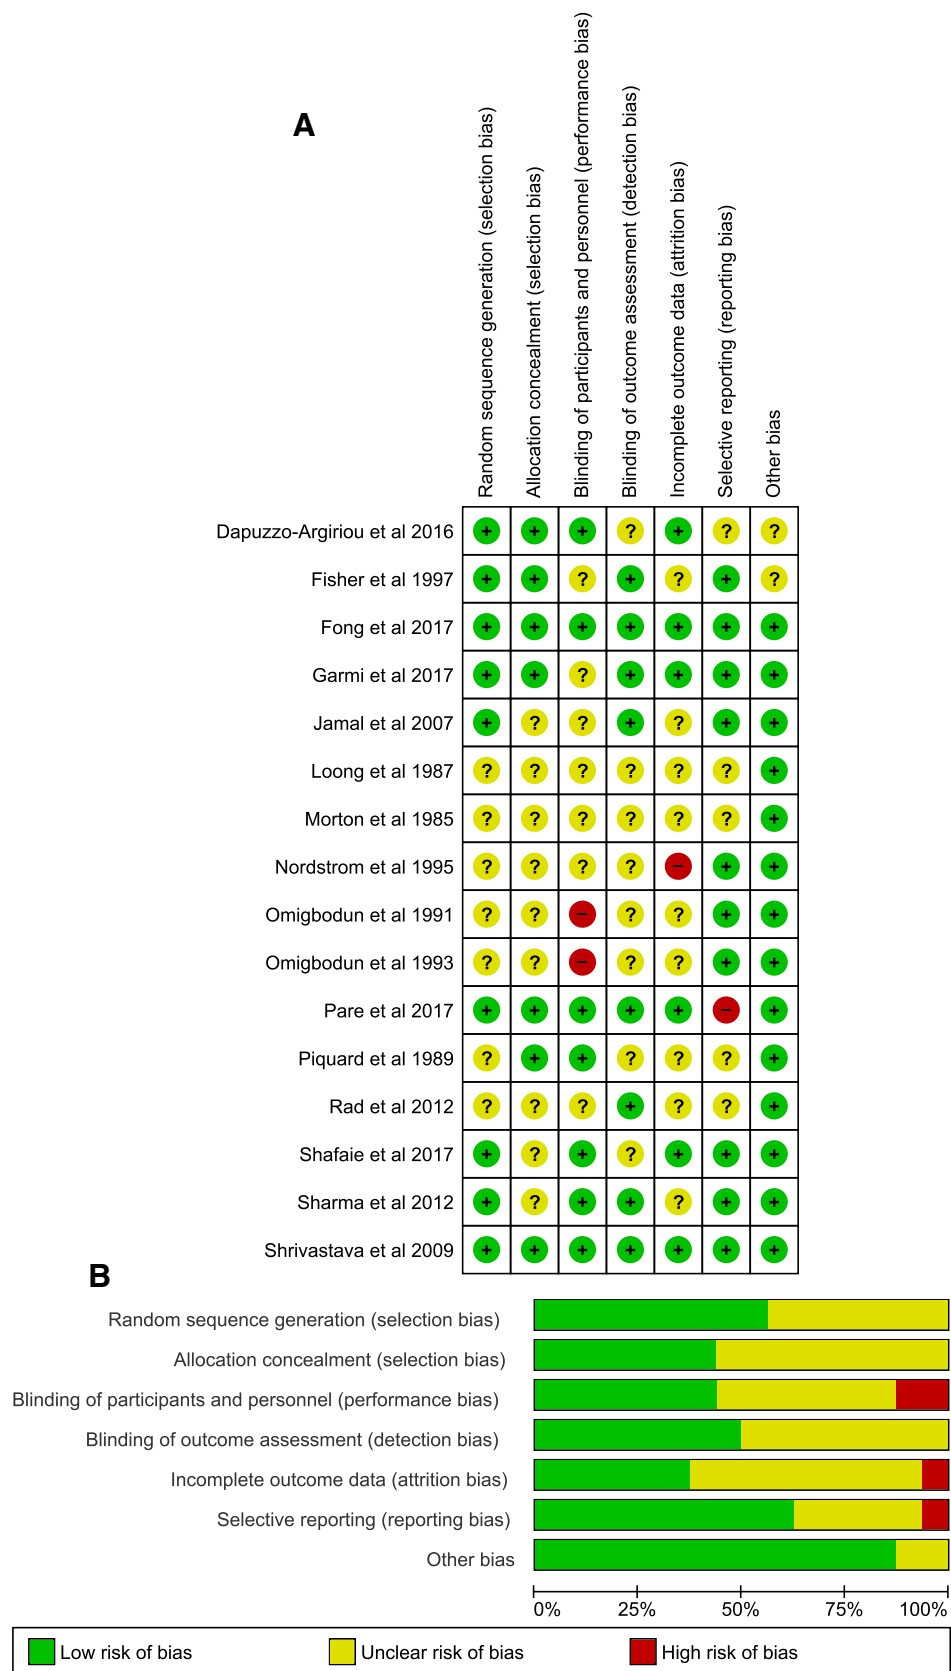 A
Random sequence generation (selection bias)
Allocation concealment (selection bias)
Blinding of participants and personnel (performance bias)
Blinding of outcome assessment (detection bias)
Incomplete outcome data (attrition bias)
Selective reporting (reporting bias)
Other bias
Dapuzzo-Argiriou et al 2016 + + + ? + ? ?
Fisher et al 1997 + + ? + ? + ?
Fong et al 2017 + + + + + + +
Garmi et al 2017 + + ? + + + +
Jamal et al 2007 + ? ? + ? + +
Loong et al 1987 ? ? ? ? ? ? +
Morton et al 1985 ? ? ? ? ? ? +
Nordstrom et al 1995 ? ? ? ? − + +
Omigbodun et al 1991 ? ? − ? ? + +
Omigbodun et al 1993 ? ? − ? ? + +
Pare et al 2017 + + + + + − +
Piquard et al 1989 ? + + ? ? ? +
Rad et al 2012 ? ? ? + ? ? +
Shafaie et al 2017 + ? + ? + + +
Sharma et al 2012 + ? + + ? + +
Shrivastava et al 2009 + + + + + + +
B
Random sequence generation (selection bias)
Allocation concealment (selection bias)
Blinding of participants and personnel (performance bias)
Blinding of outcome assessment (detection bias)
Incomplete outcome data (attrition bias)
Selective reporting (reporting bias)
Other bias
0% 25% 50% 75% 100%
Low risk of bias Unclear risk of bias High risk of bias